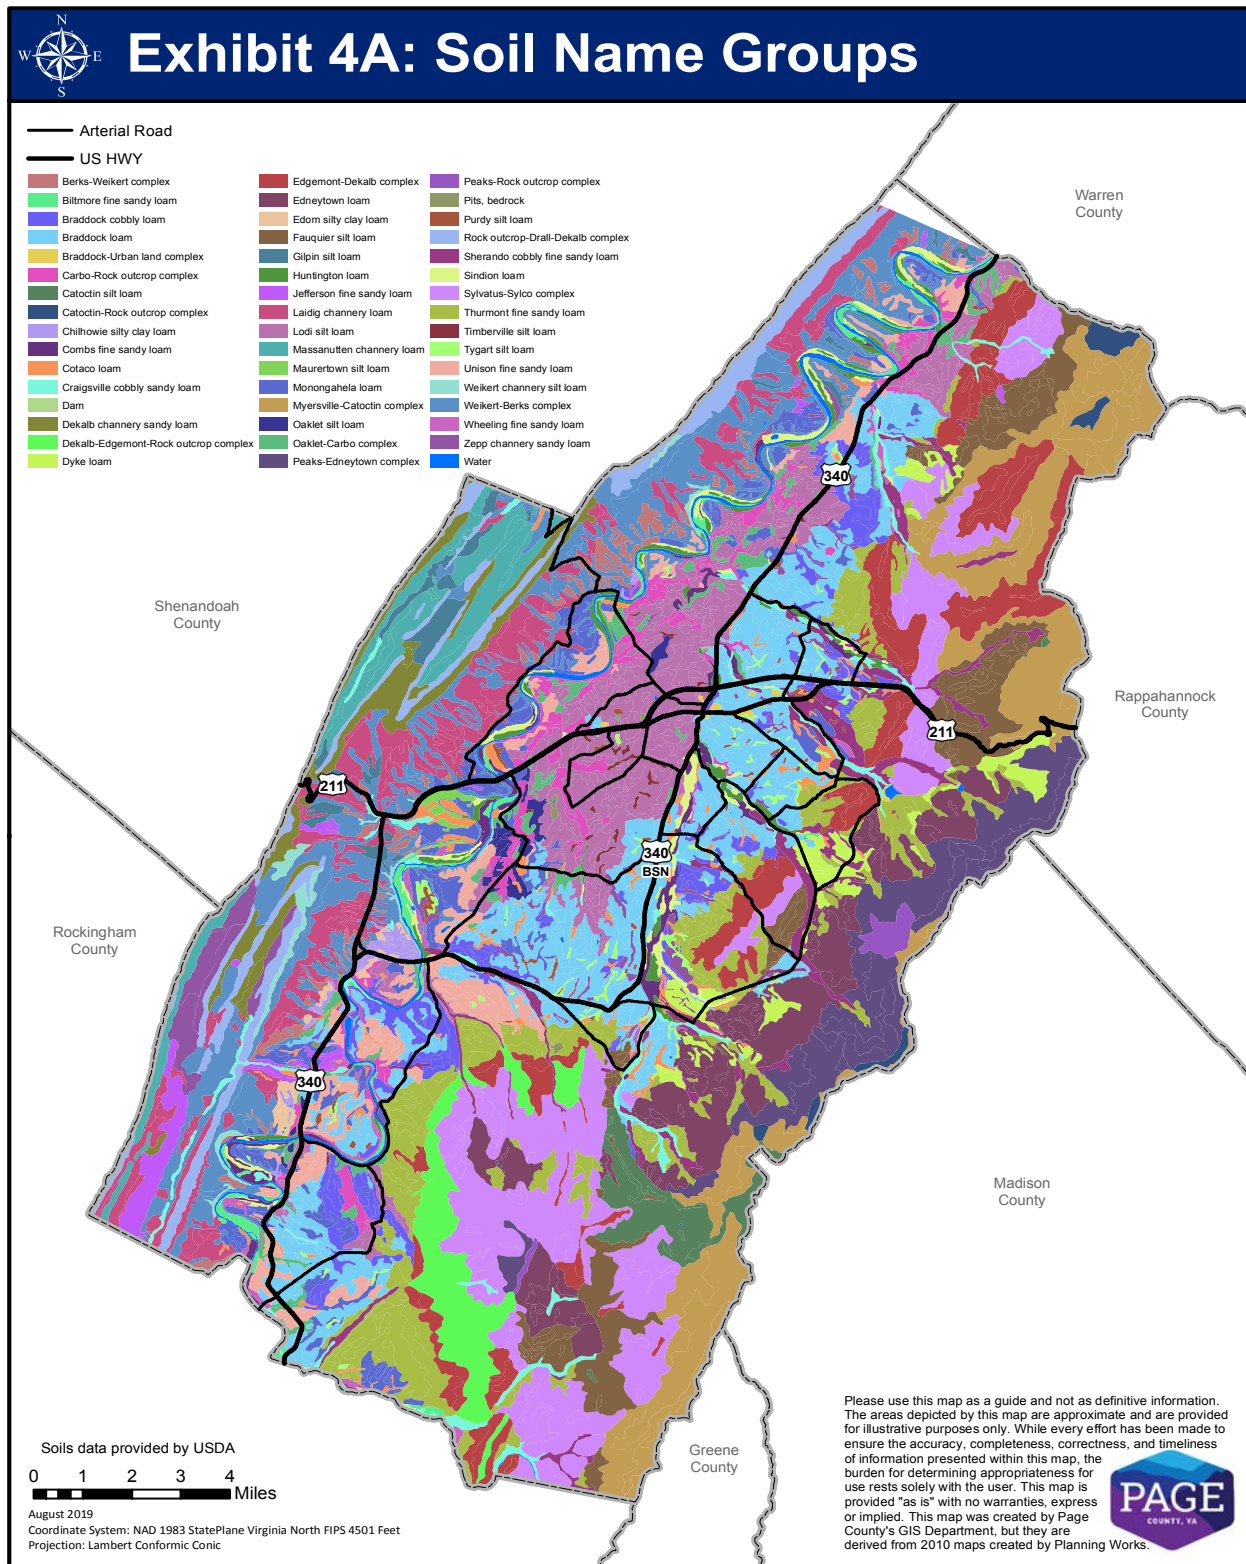 N
W E
S
Exhibit 4A: Soil Name Groups
Arterial Road
US HWY
Berks-Weikert complex
Biltmore fine sandy loam
Braddock cobbly loam
Braddock loam
Braddock-Urban land complex
Carbo-Rock outcrop complex
Catoctin silt loam
Catoctin-Rock outcrop complex
Chilhowie silty clay loam
Combs fine sandy loam
Cotaco loam
Craigsville cobbly sandy loam
Dam
Dekalb channery sandy loam
Dekalb-Edgemont-Rock outcrop complex
Dyke loam
Edgemont-Dekalb complex
Edneytown loam
Edom silty clay loam
Fauquier silt loam
Gilpin silt loam
Huntington loam
Jefferson fine sandy loam
Laidig channery loam
Lodi silt loam
Massanutten channery loam
Maurertown silt loam
Monongahela loam
Myersville-Catoctin complex
Oaklet silt loam
Oaklet-Carbo complex
Peaks-Edneytown complex
Peaks-Rock outcrop complex
Pits, bedrock
Purdy silt loam
Rock outcrop-Drall-Dekalb complex
Sherando cobbly fine sandy loam
Sindion loam
Sylvatus-Sylco complex
Thurmont fine sandy loam
Timberville silt loam
Tygart silt loam
Unison fine sandy loam
Weikert channery silt loam
Weikert-Berks complex
Wheeling fine sandy loam
Zepp channery sandy loam
Water
Warren
County
340
Shenandoah
County
Rappahannock
County
211
211
340
BSN
Rockingham
County
340
Madison
County
Greene
County
Soils data provided by USDA
0 1 2 3 4
Miles
August 2019
Coordinate System: NAD 1983 StatePlane Virginia North FIPS 4501 Feet
Projection: Lambert Conformic Conic
Please use this map as a guide and not as definitive information.
The areas depicted by this map are approximate and are provided
for illustrative purposes only. While every effort has been made to
ensure the accuracy, completeness, correctness, and timeliness
of information presented within this map, the
burden for determining appropriateness for
use rests solely with the user. This map is
provided "as is" with no warranties, express
or implied. This map was created by Page
County's GIS Department, but they are
derived from 2010 maps created by Planning Works.
PAGE
COUNTY, VA